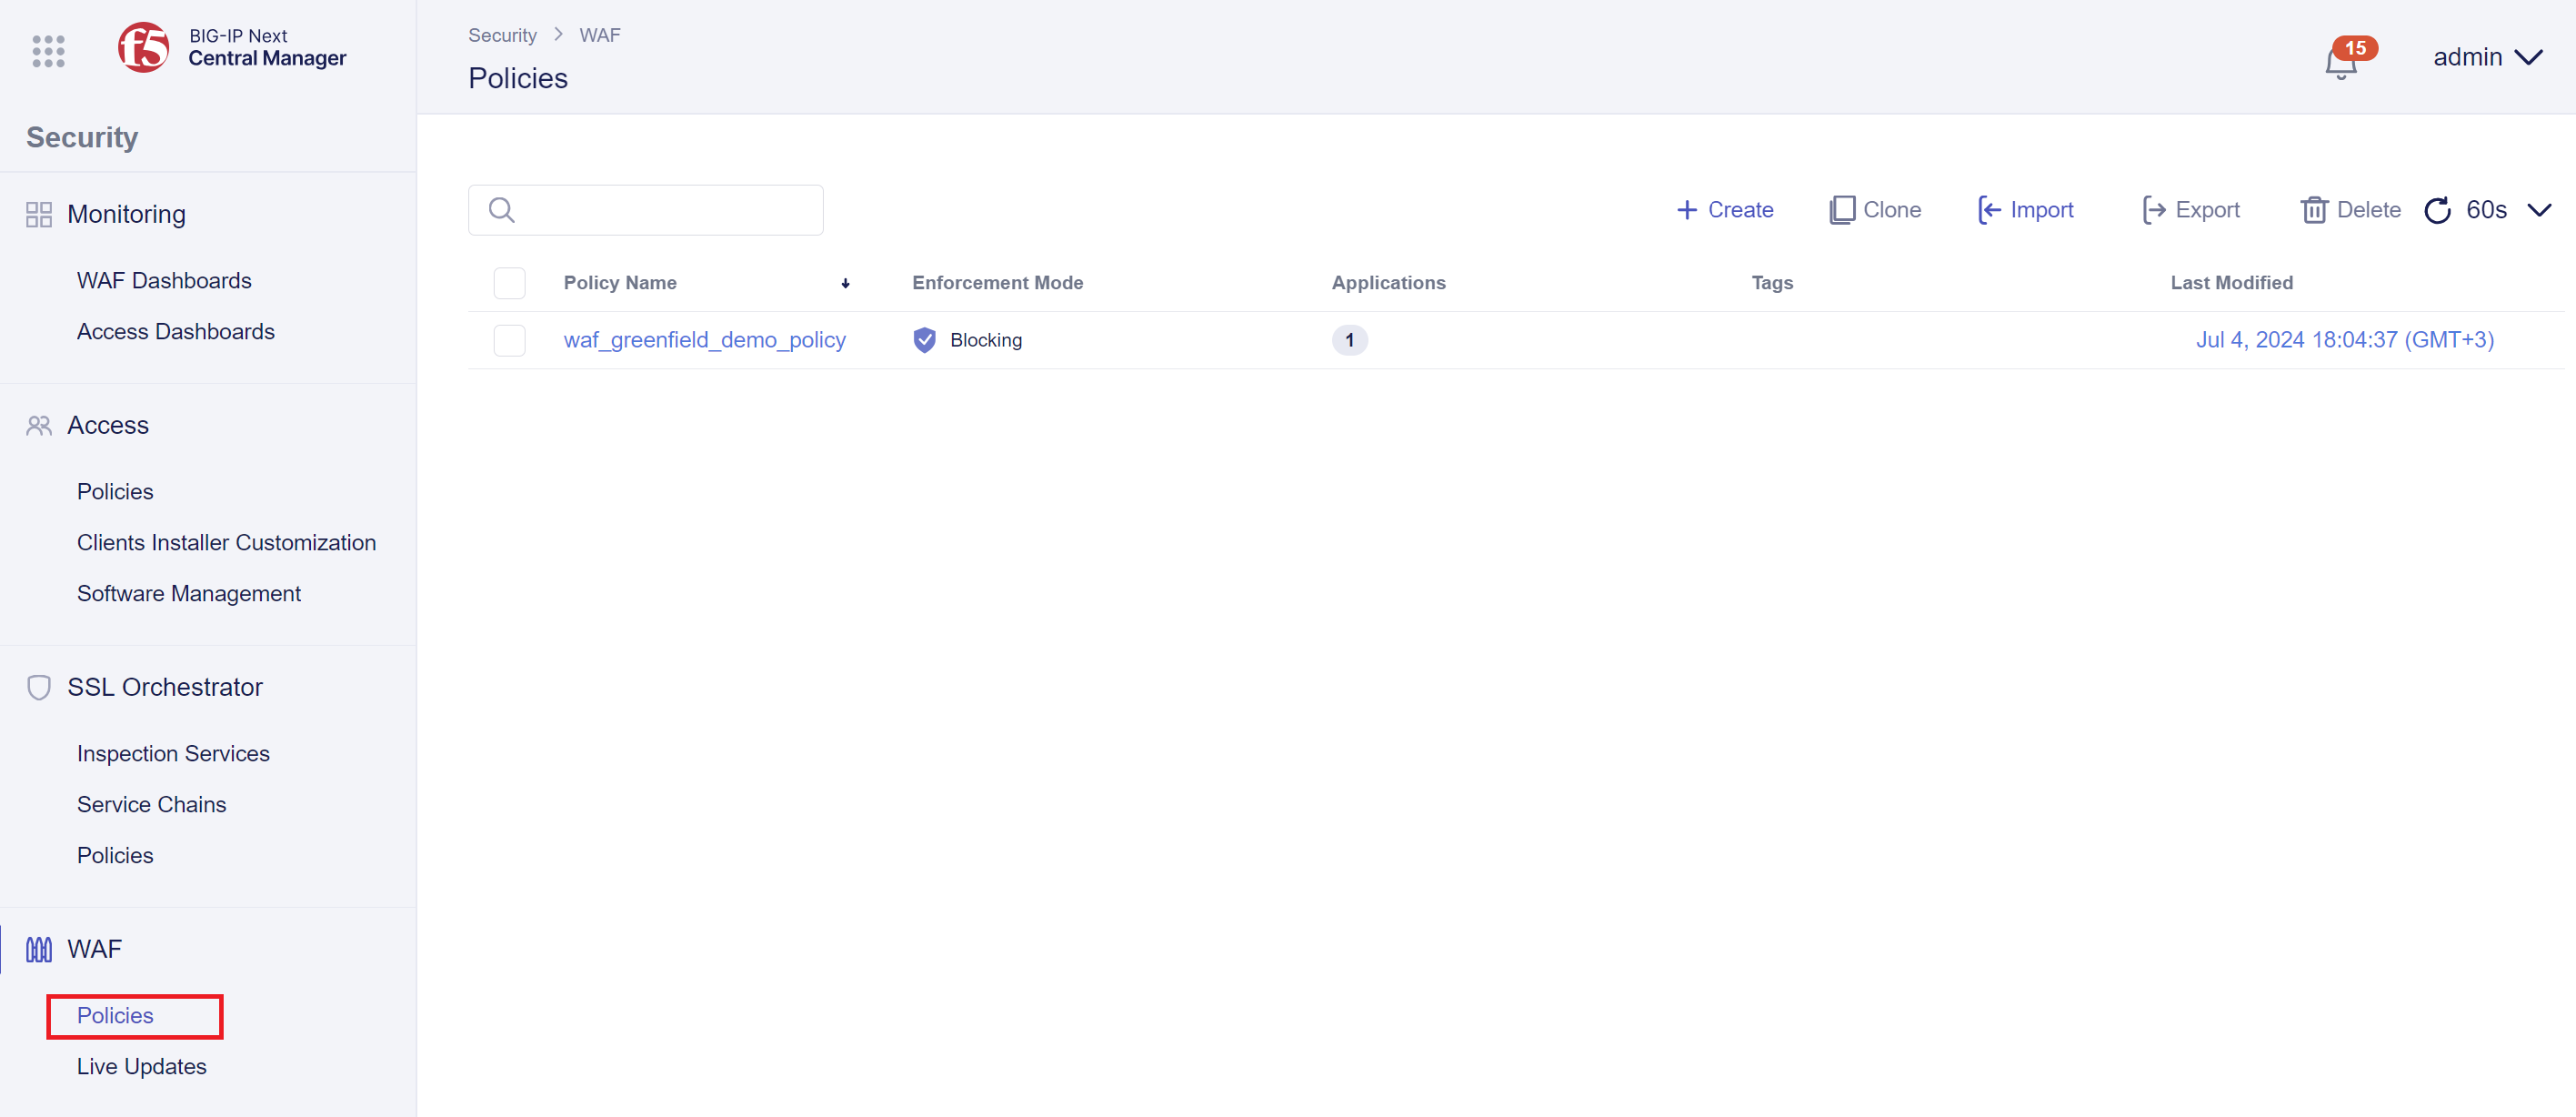 f5
BIG-IP Next
Central Manager
Security
Monitoring
WAF Dashboards
Access Dashboards
Access
Policies
Clients Installer Customization
Software Management
SSL Orchestrator
Inspection Services
Service Chains
Policies
WAF
Policies
Live Updates
Security > WAF
Policies
15
admin
Create Clone Import Export Delete 60s
Policy Name Enforcement Mode Applications Tags Last Modified
waf_greenfield_demo_policy Blocking 1 Jul 4, 2024 18:04:37 (GMT+3)